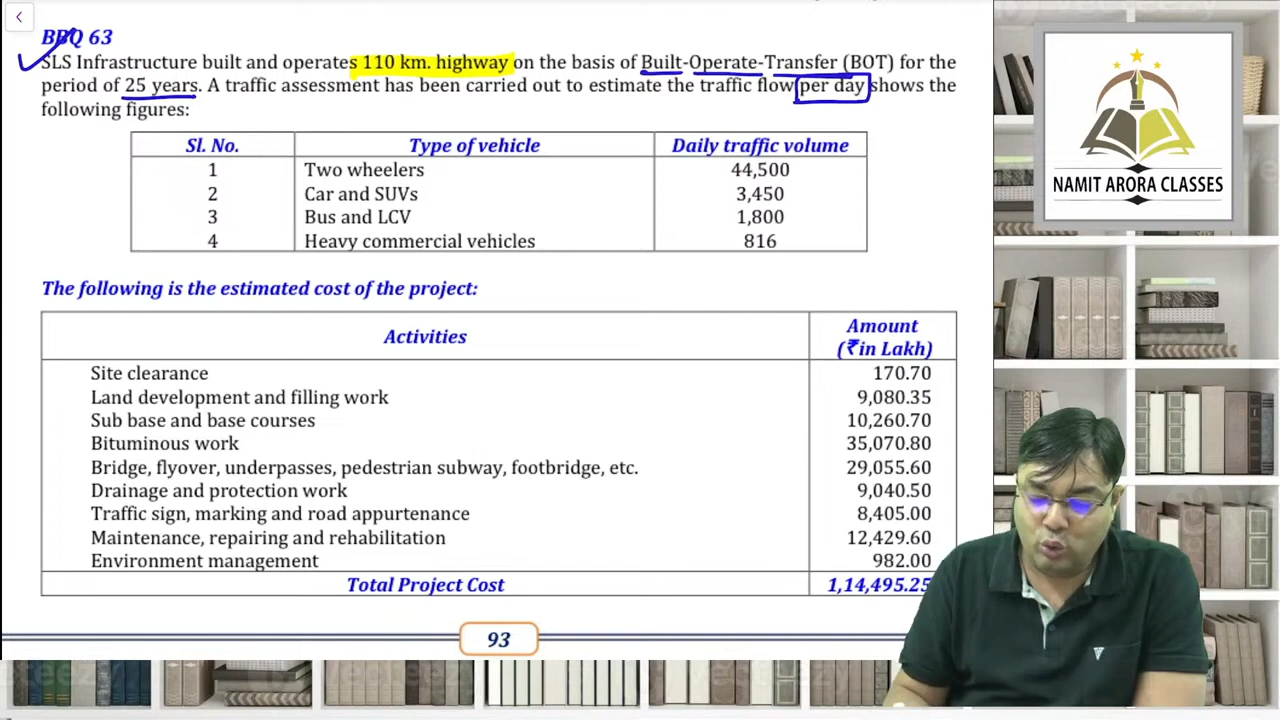 BBQ 63
SLS Infrastructure built and operates 110 km. highway on the basis of Built-Operate-Transfer (BOT) for the
period of 25 years. A traffic assessment has been carried out to estimate the traffic flow per day shows the
following figures:
Sl. No. Type of vehicle Daily traffic volume
1 Two wheelers 44,500
2 Car and SUVs 3,450
3 Bus and LCV 1,800
4 Heavy commercial vehicles 816
The following is the estimated cost of the project:
Activities Amount (₹in Lakh)
Site clearance 170.70
Land development and filling work 9,080.35
Sub base and base courses 10,260.70
Bituminous work 35,070.80
Bridge, flyover, underpasses, pedestrian subway, footbridge, etc. 29,055.60
Drainage and protection work 9,040.50
Traffic sign, marking and road appurtenance 8,405.00
Maintenance, repairing and rehabilitation 12,429.60
Environment management 982.00
Total Project Cost 1,14,495.25
93
NAMIT ARORA CLASSES